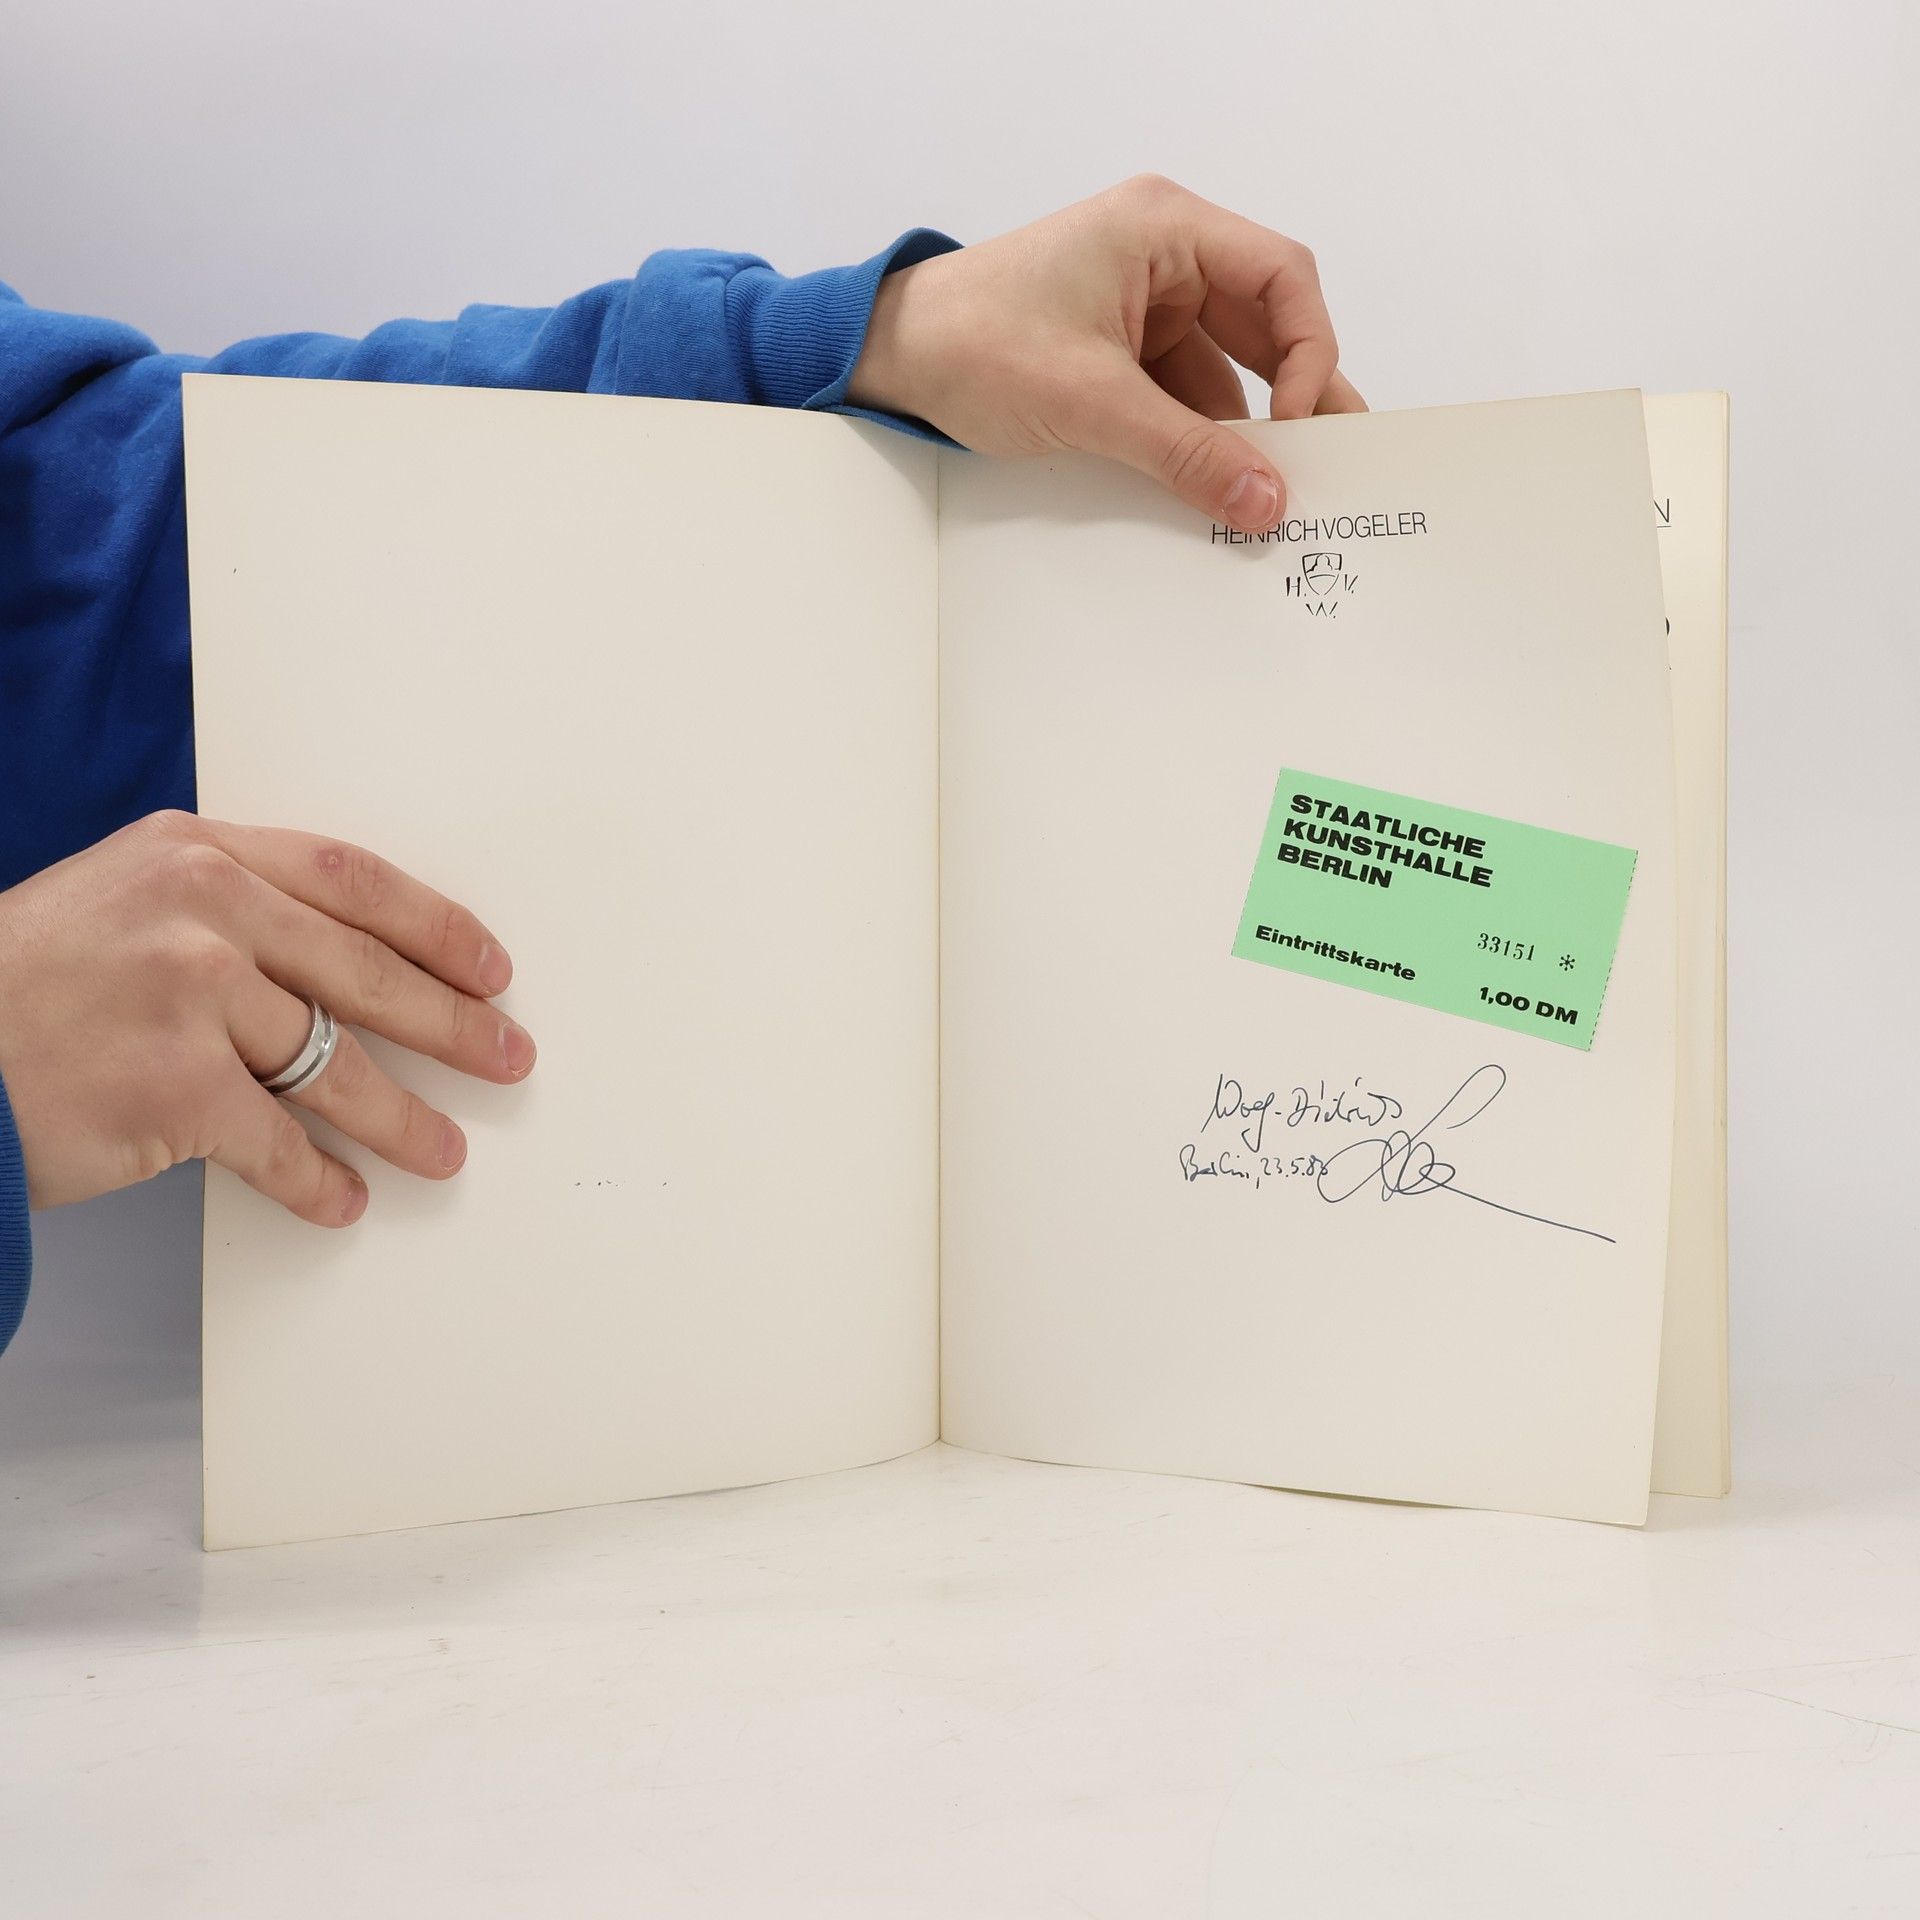 HEINRICH VOGELER
H. V.
W.
N
STAATLICHE
KUNSTHALLE
BERLIN
Eintrittskarte
33151 *
1,00 DM
Berlin, 23.5.83